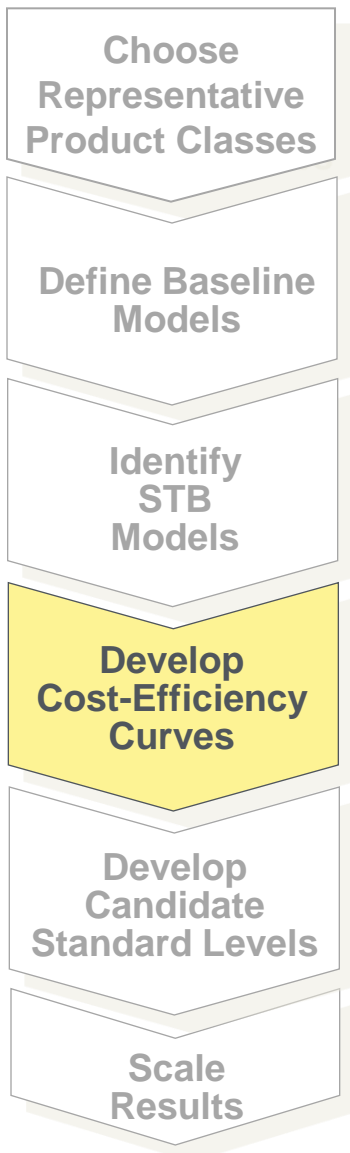 Choose
Representative
Product Classes
Define Baseline
Models
Identify
STB
Models
Develop
Cost-Efficiency
Curves
Develop
Candidate
Standard Levels
Scale
Results